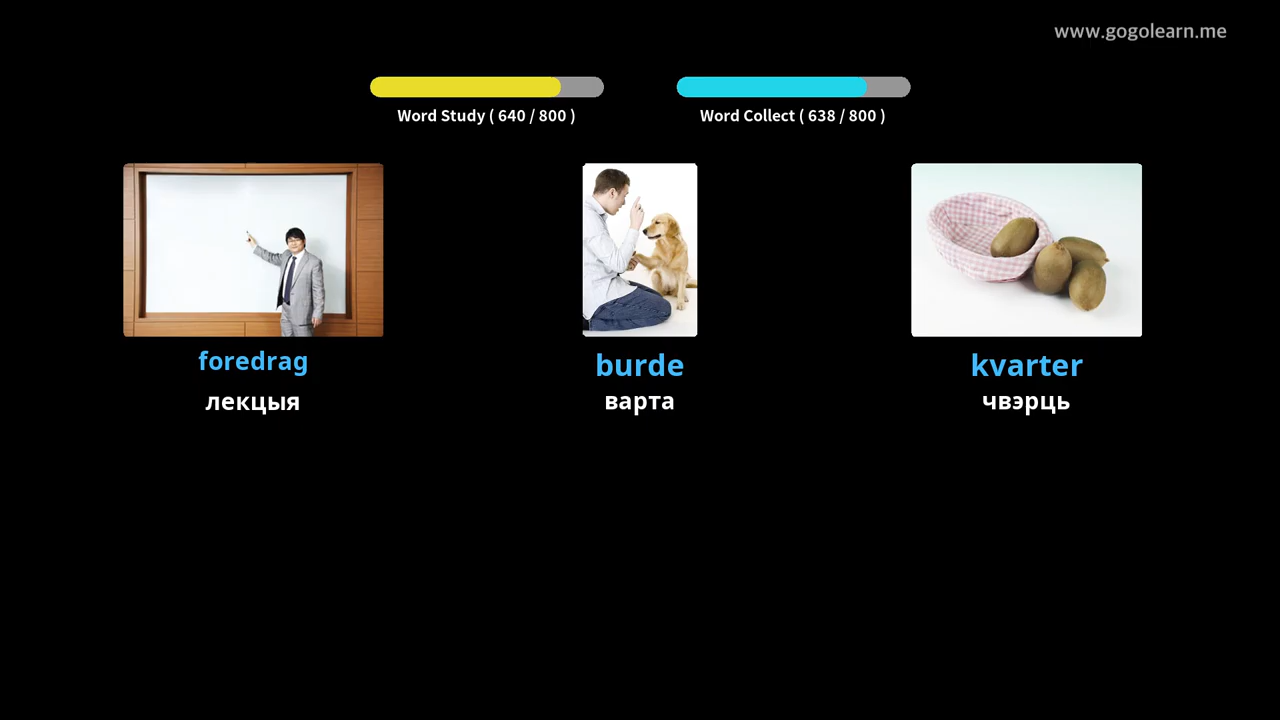 www.gogolearn.me
Word Study ( 640 / 800 )
Word Collect ( 638 / 800 )
foredrag
burde
kvarter
лекцыя
варта
чвэрць